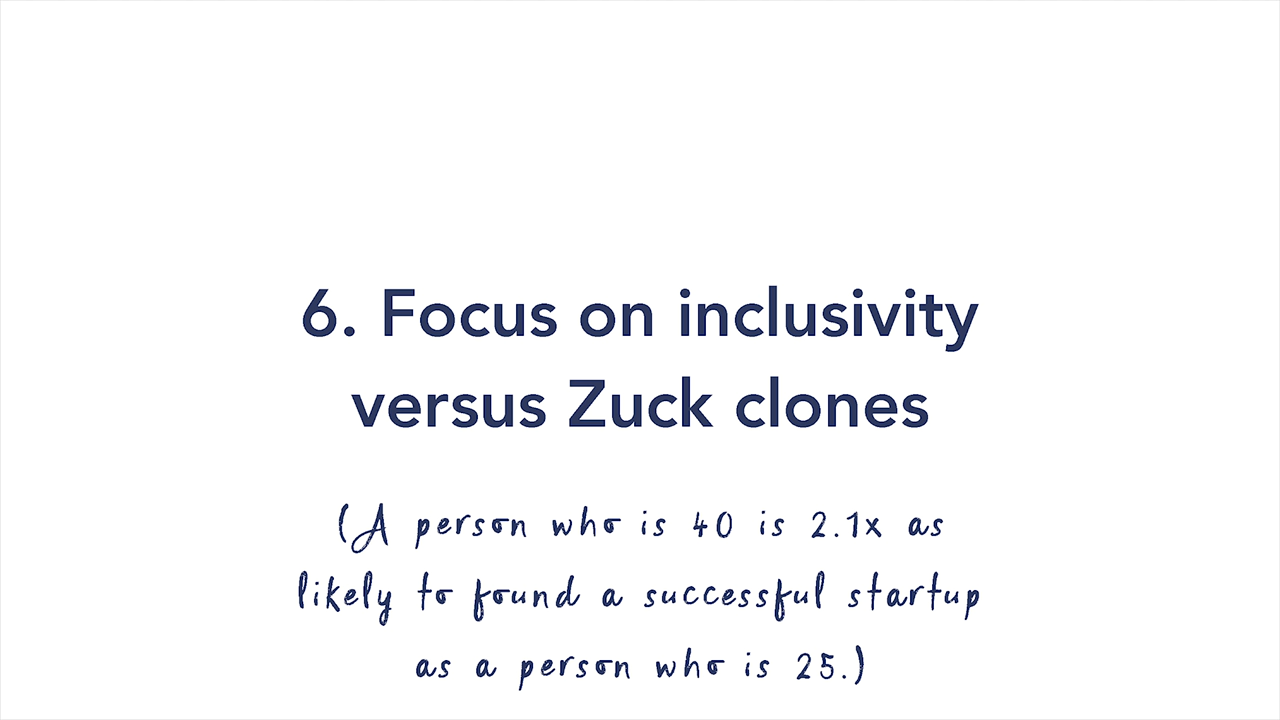 6. Focus on inclusivity
versus Zuck clones
(A person who is 40 is 2.1x as
likely to found a successful startup
as a person who is 25.)